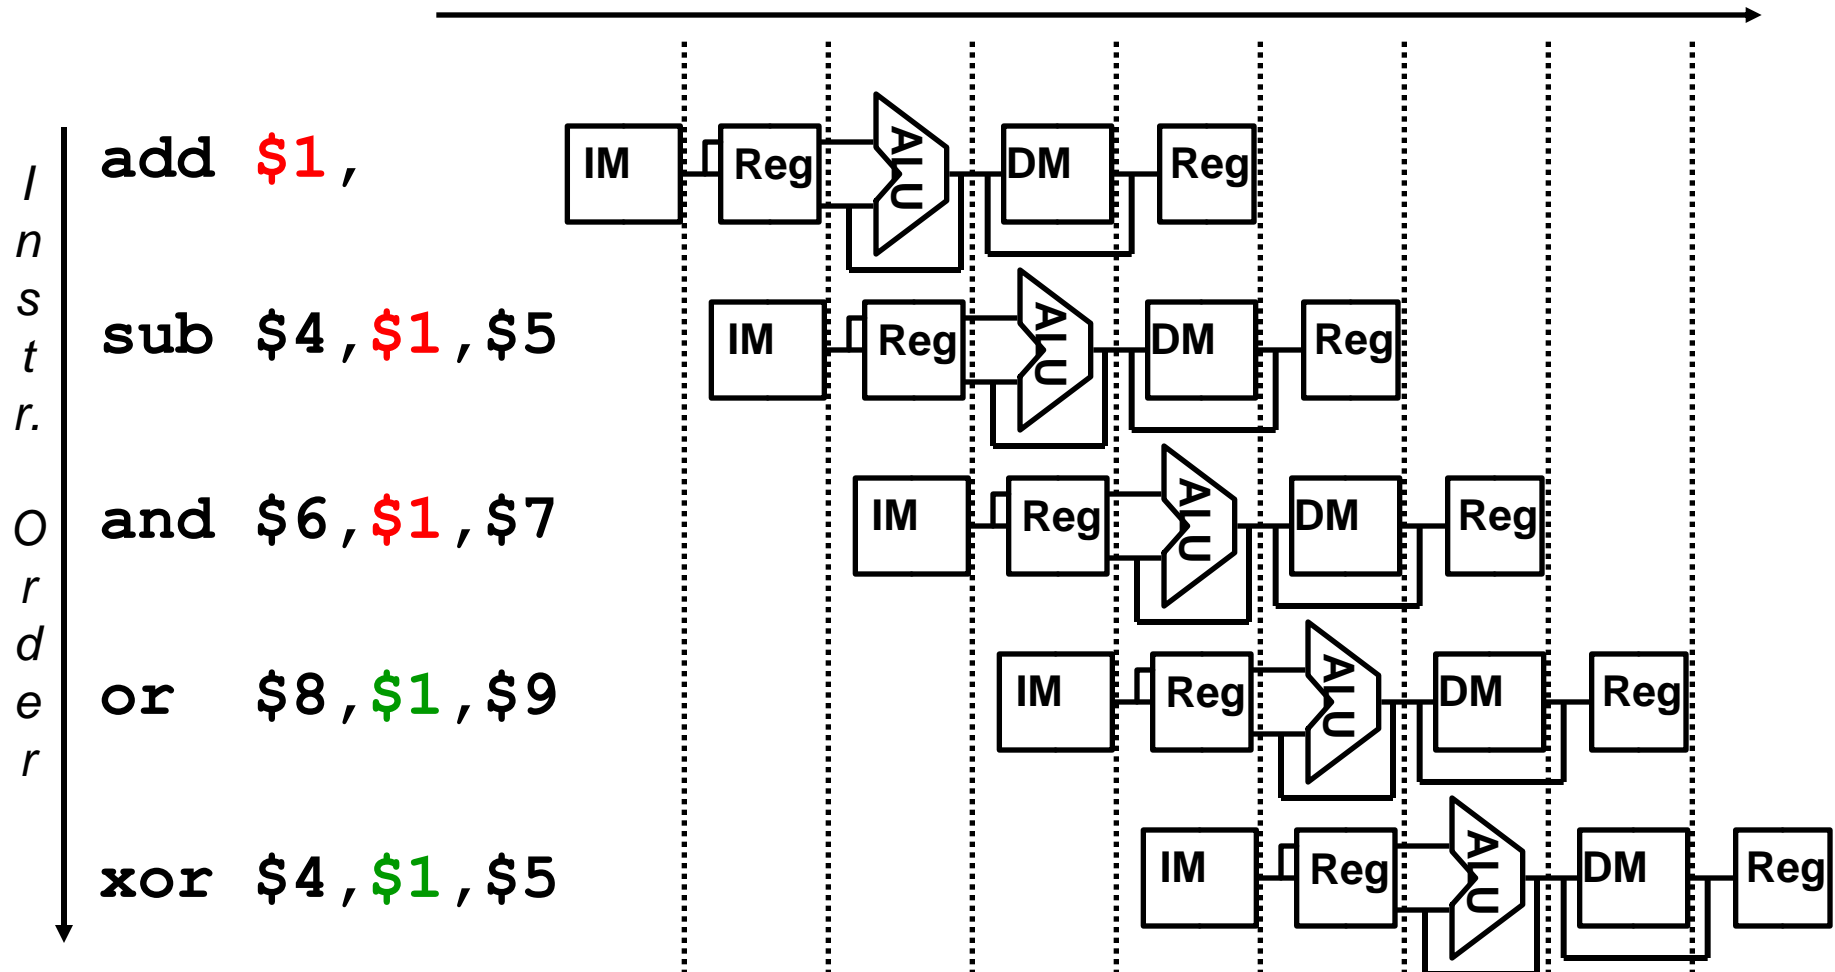 Instr. Order
add $1,
IM Reg ALU DM Reg
sub $4,$1,$5
IM Reg ALU DM Reg
and $6,$1,$7
IM Reg ALU DM Reg
or $8,$1,$9
IM Reg ALU DM Reg
xor $4,$1,$5
IM Reg ALU DM Reg